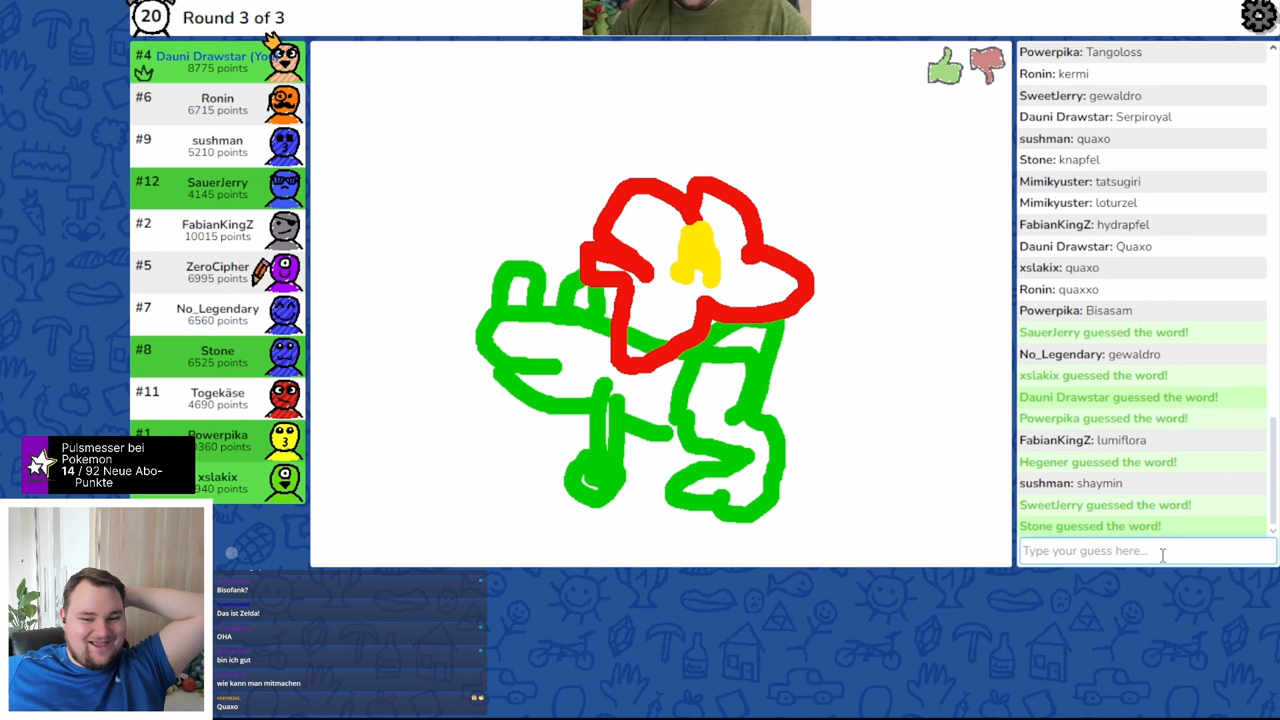 20 Round 3 of 3
#4 Dauni Drawstar (You
8775 points
#6 Ronin
6715 points
#9 sushman
5210 points
#12 SauerJerry
4145 points
#2 FabianKingZ
10015 points
#5 ZeroCipher
6995 points
#7 No_Legendary
6560 points
#8 Stone
6525 points
#11 Togekäse
4690 points
#1 Powerpika
360 points
xslakix
940 points
Pulsmesser bei
Pokemon
14 / 92 Neue Abo-
Punkte
Powerpika: Tangoloss
Ronin: kermi
SweetJerry: gewaldro
Dauni Drawstar: Serpiroyal
sushman: quaxo
Stone: knapfel
Mimikyuster: tatsugiri
Mimikyuster: loturzel
FabianKingZ: hydrapfel
Dauni Drawstar: Quaxo
xslakix: quaxo
Ronin: quaxxo
Powerpika: Bisasam
SauerJerry guessed the word!
No_Legendary: gewaldro
xslakix guessed the word!
Dauni Drawstar guessed the word!
Powerpika guessed the word!
FabianKingZ: lumiflora
Hegener guessed the word!
sushman: shaymin
SweetJerry guessed the word!
Stone guessed the word!
Type your guess here...
Bisofank?
Das ist Zelda!
OHA
bin ich gut
wie kann man mitmachen
Quaxo